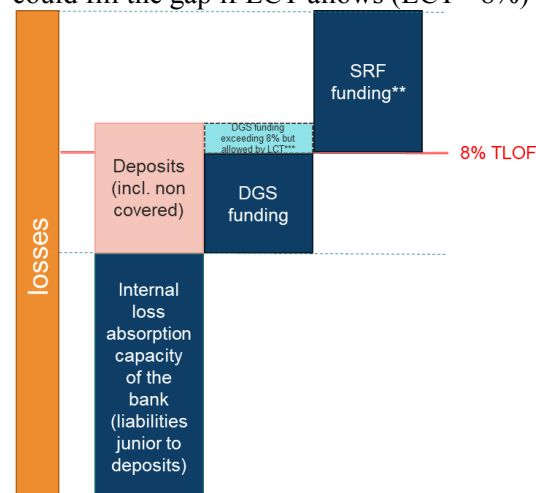 could fill the gap if LCT allows (LCT > 8%)
SRF
funding**
DGS funding
exceeding 8% but
allowed by LCT***
8% TLOF
Deposits
(incl. non
covered)
DGS
funding
losses
Internal
loss
absorption
capacity
of the
bank
(liabilities
junior to
deposits)